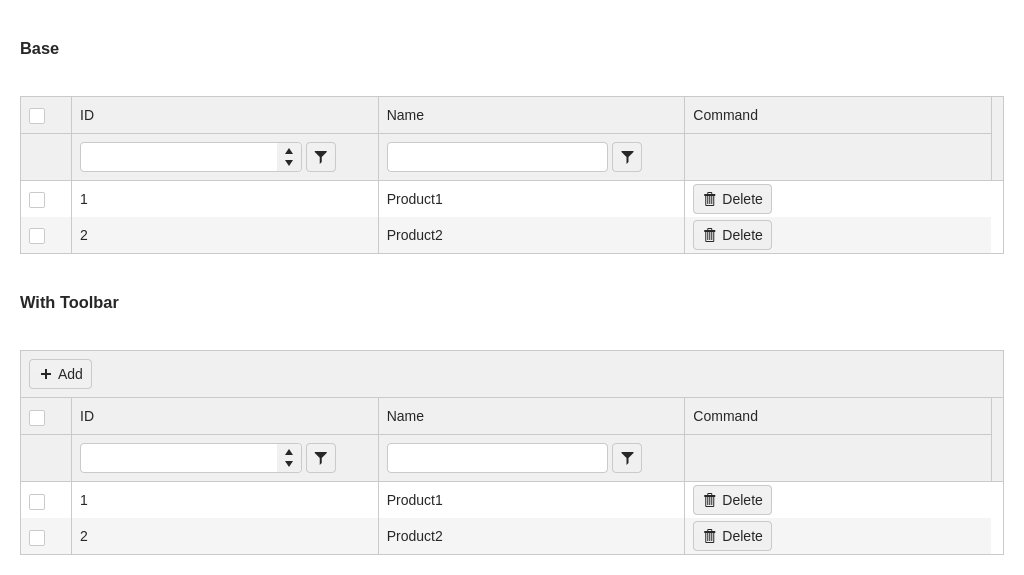 Base
ID Name Command
1 Product1 Delete
2 Product2 Delete
With Toolbar
Add
ID Name Command
1 Product1 Delete
2 Product2 Delete